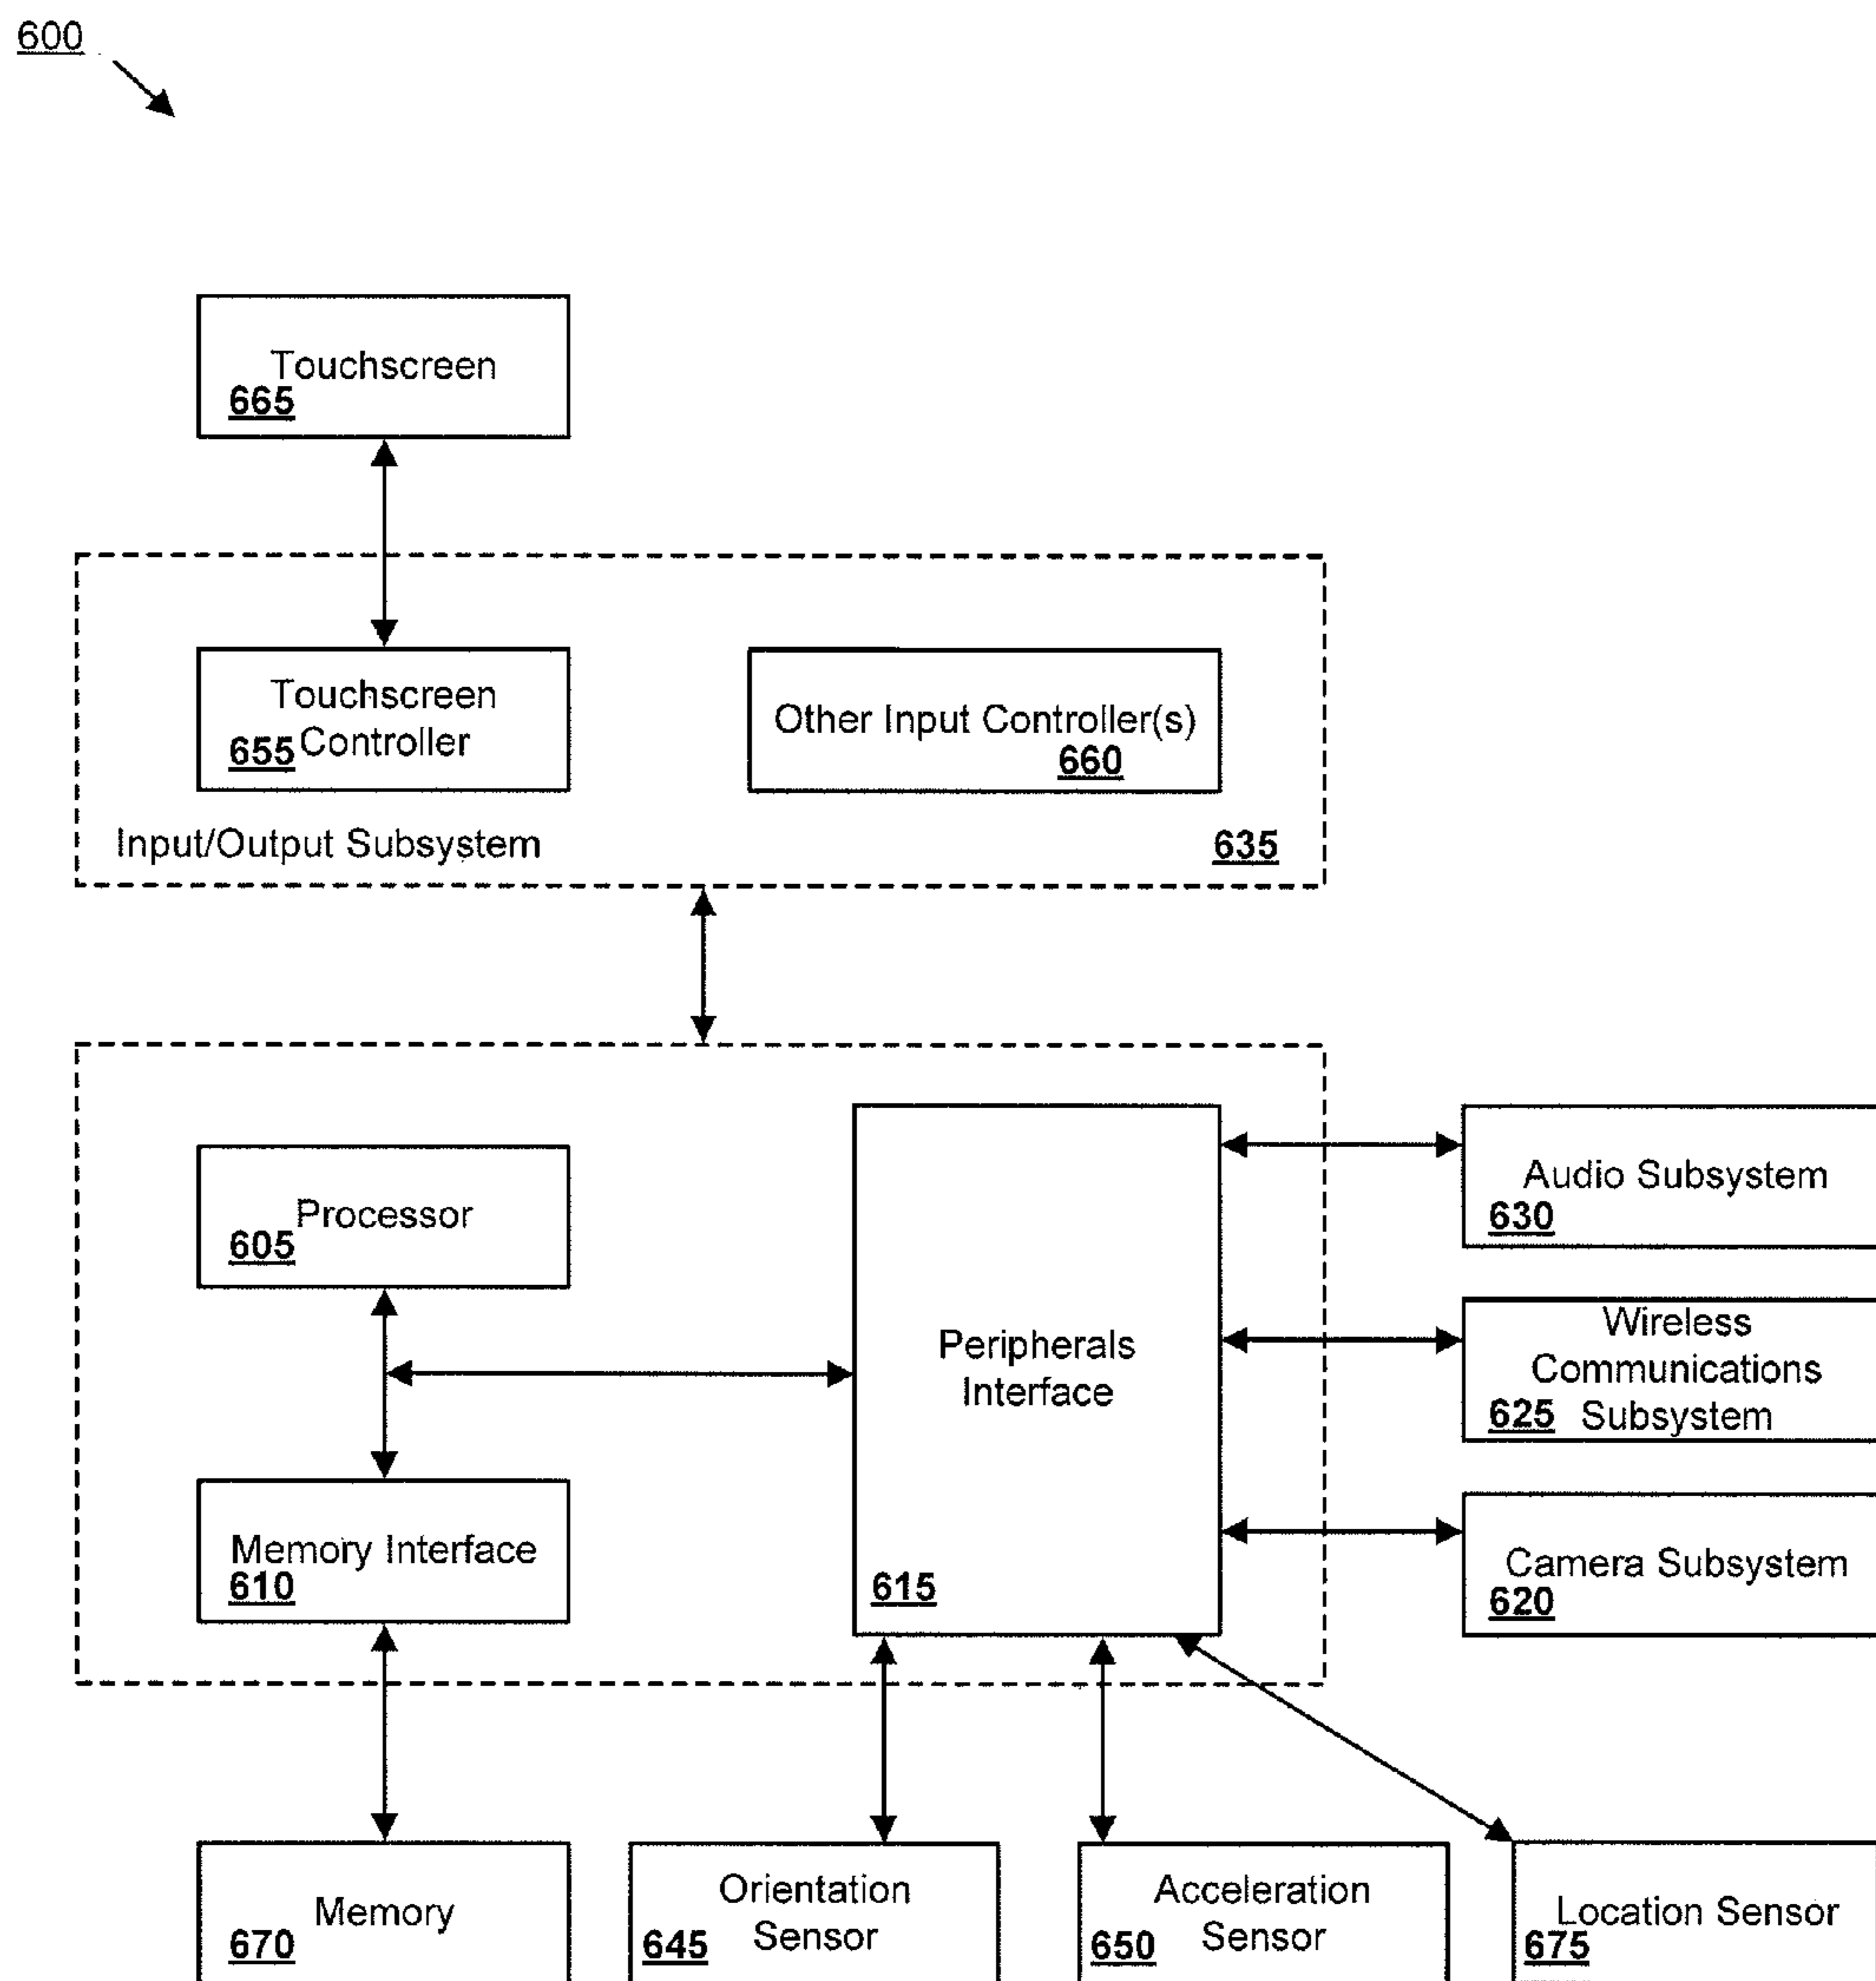 600
Touchscreen
665
Touchscreen
655 Controller
Other Input Controller(s)
660
Input/Output Subsystem
635
Processor
605
Peripherals
Interface
615
Memory Interface
610
Audio Subsystem
630
Wireless
Communications
625 Subsystem
Camera Subsystem
620
Memory
670
Orientation
Sensor
645
Acceleration
Sensor
650
Location Sensor
675